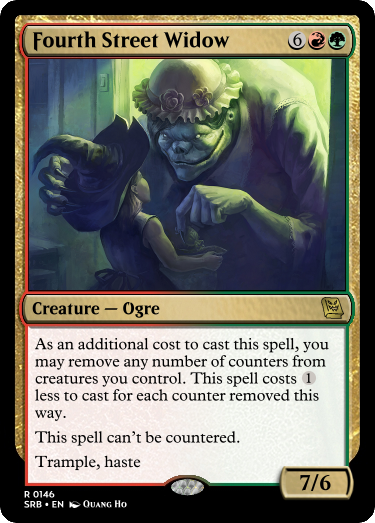 Fourth Street Widow 6
Creature — Ogre
As an additional cost to cast this spell, you
may remove any number of counters from
creatures you control. This spell costs 1
less to cast for each counter removed this
way.
This spell can't be countered.
Trample, haste
7/6
R 0146
SRB • EN Quang Ho